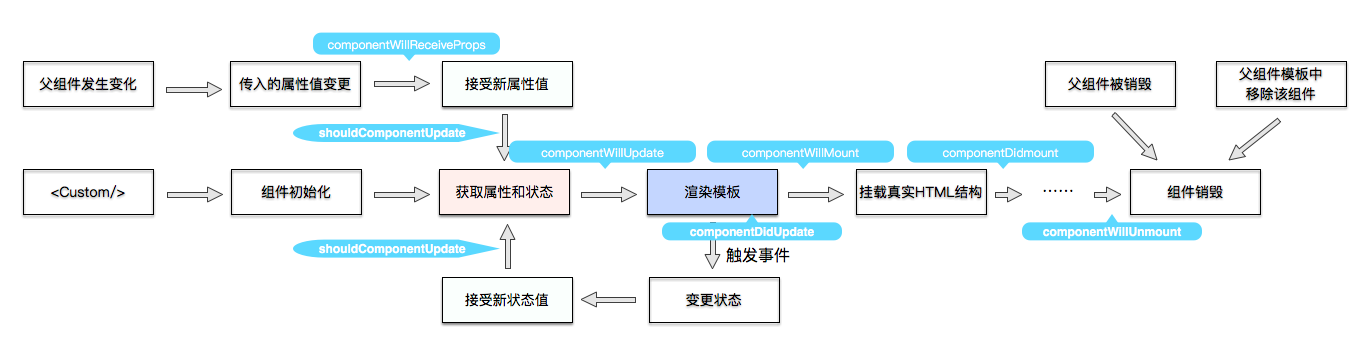 componentWillReceiveProps
父组件发生变化
传入的属性值变更
接受新属性值
父组件被销毁
父组件模板中
移除该组件
shouldComponentUpdate
componentWillUpdate
componentWillMount
componentDidmount
<Custom/>
组件初始化
获取属性和状态
渲染模板
挂载真实HTML结构
······
组件销毁
componentDidUpdate
componentWillUnmount
shouldComponentUpdate
触发事件
接受新状态值
变更状态